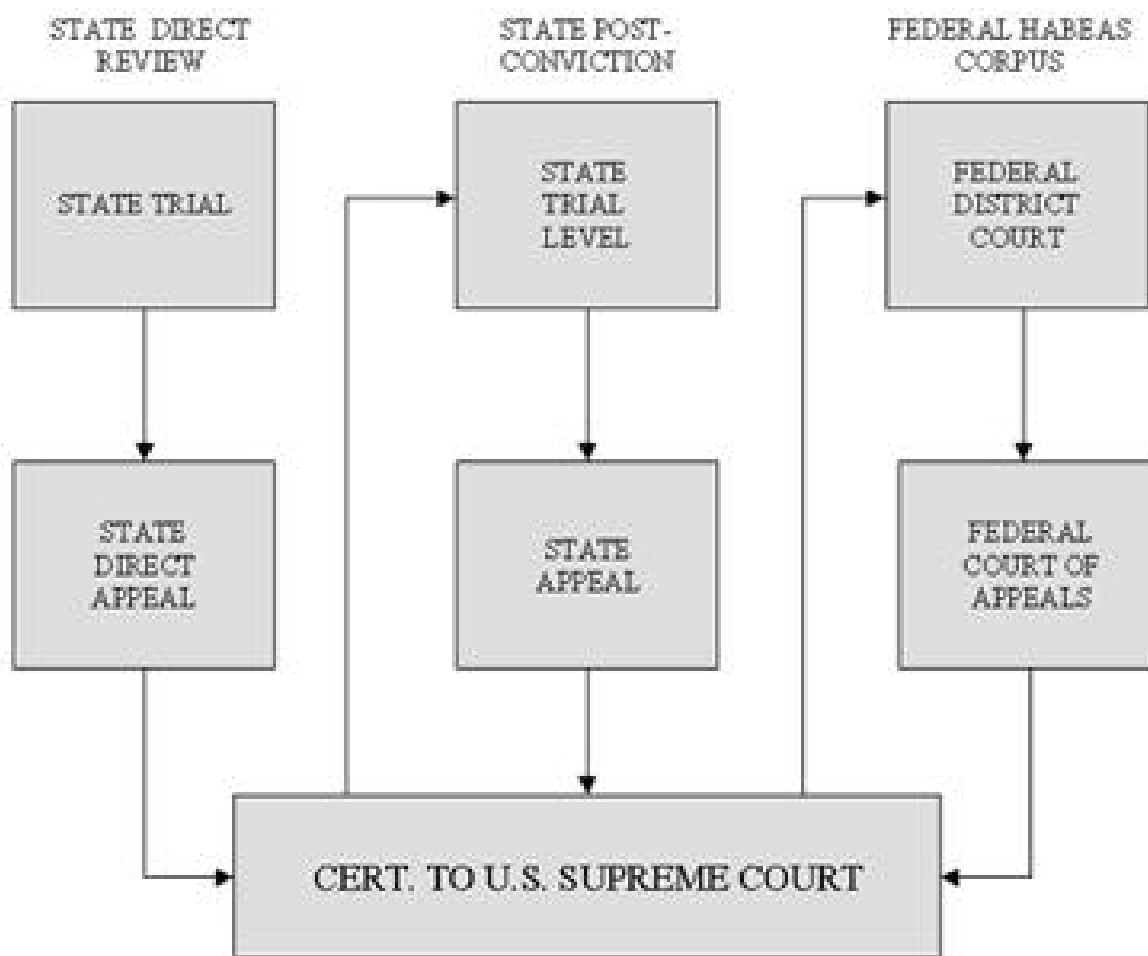 STATE DIRECT
REVIEW
STATE POST-
CONVICTION
FEDERAL HABEAS
CORPUS
STATE TRIAL
STATE
TRIAL
LEVEL
FEDERAL
DISTRICT
COURT
STATE
DIRECT
APPEAL
STATE
APPEAL
FEDERAL
COURT OF
APPEALS
CERT. TO U.S. SUPREME COURT